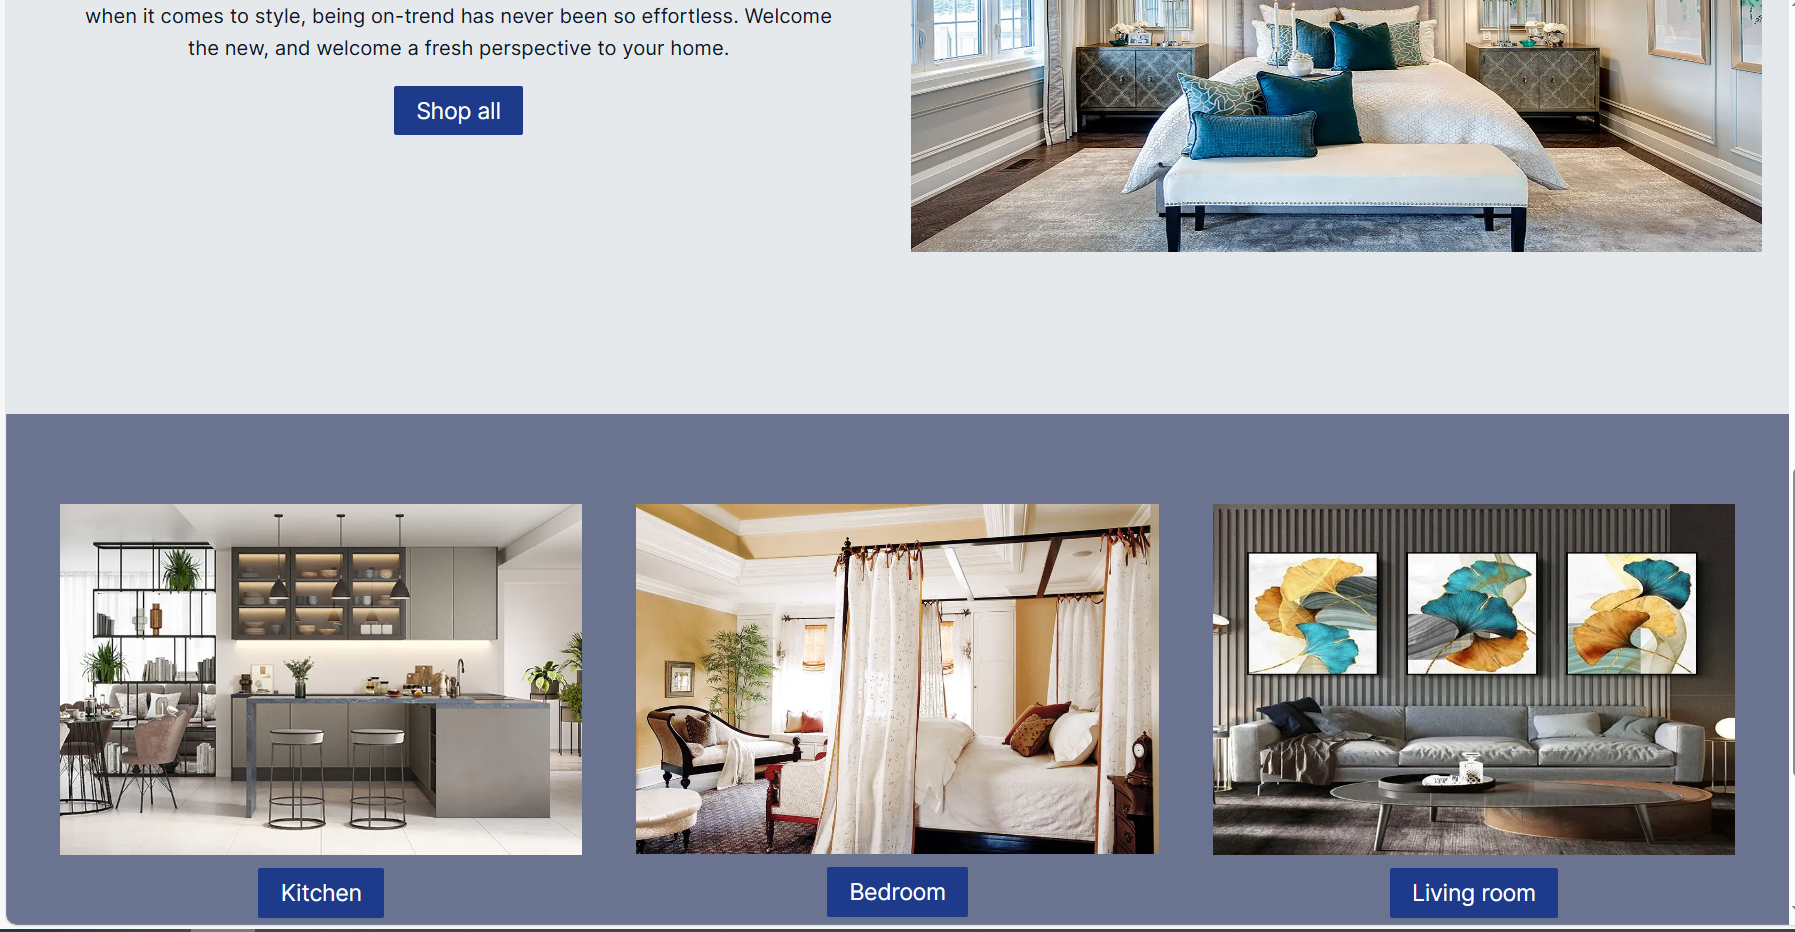 when it comes to style, being on-trend has never been so effortless. Welcome
the new, and welcome a fresh perspective to your home.
Shop all
Kitchen
Bedroom
Living room